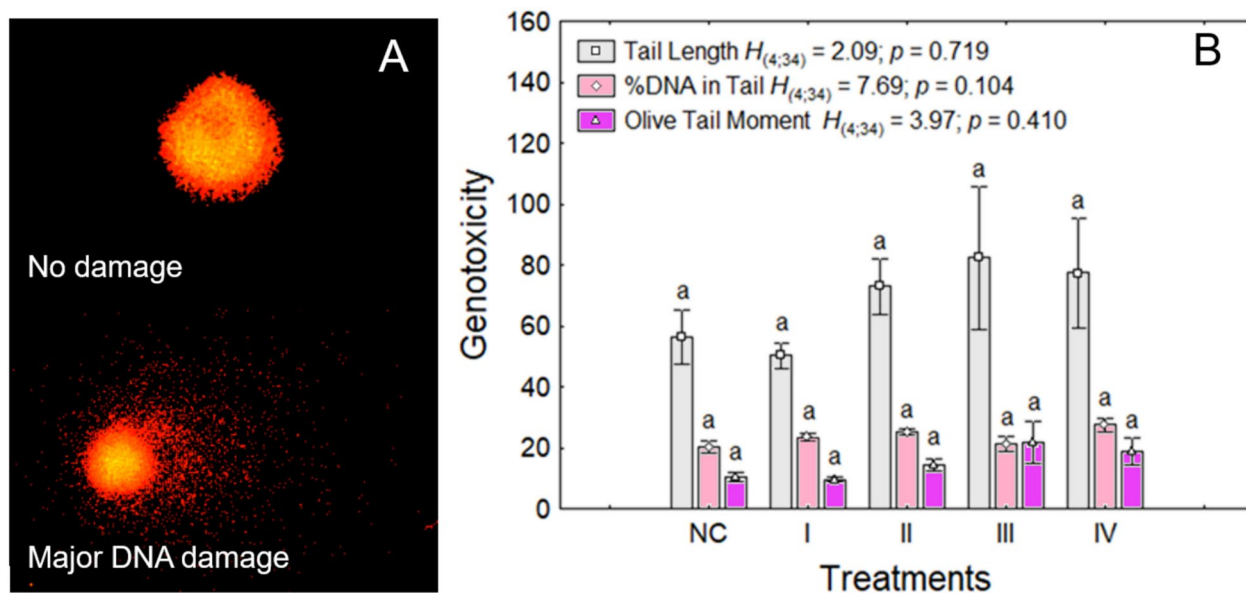 A
No damage
Major DNA damage
B
Genotoxicity
160
140
120
100
80
60
40
20
0
Tail Length H(4;34) = 2.09; p = 0.719
%DNA in Tail H(4;34) = 7.69; p = 0.104
Olive Tail Moment H(4;34) = 3.97; p = 0.410
a a a
a a a
a a a
a a a
a a a
NC I II III IV
Treatments